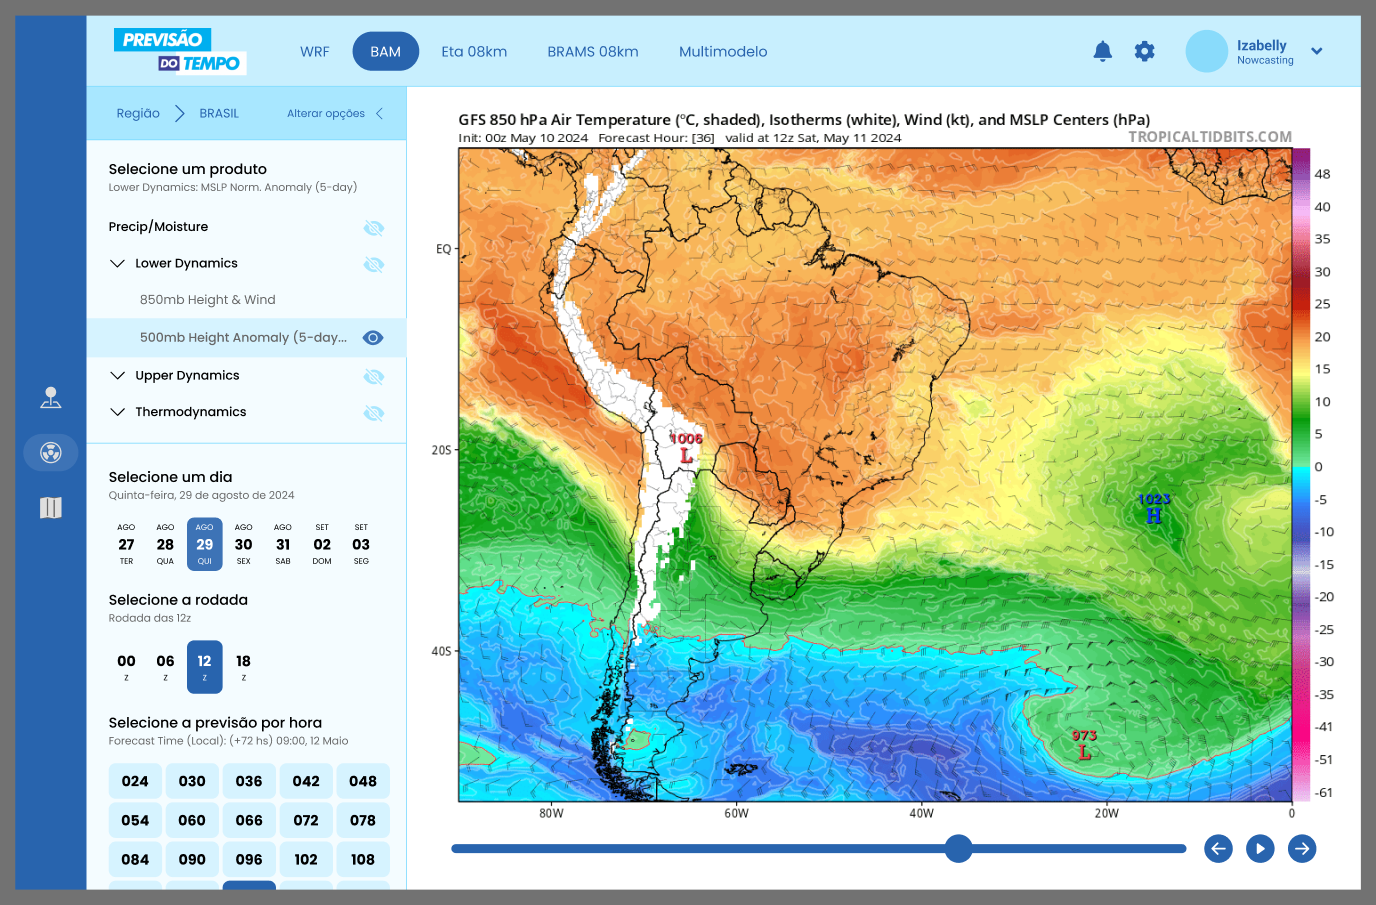 PREVISÃO
DO TEMPO
WRF
BAM
Eta 08km
BRAMS 08km
Multimodelo
Izabelly
Nowcasting
Região
BRASIL
Alterar opções
Selecione um produto
Lower Dynamics: MSLP Norm. Anomaly (5-day)
Precip/Moisture
Lower Dynamics
850mb Height & Wind
500mb Height Anomaly (5-day...
Upper Dynamics
Thermodynamics
Selecione um dia
Quinta-feira, 29 de agosto de 2024
AGO AGO AGO AGO AGO SET SET
27 28 29 30 31 02 03
TER QUA QUI SEX SAB DOM SEG
Selecione a rodada
Rodada das 12z
00 06 12 18
z z z z
Selecione a previsão por hora
Forecast Time (Local): (+72 hs) 09:00, 12 Maio
024 030 036 042 048
054 060 066 072 078
084 090 096 102 108
GFS 850 hPa Air Temperature (°C, shaded), Isotherms (white), Wind (kt), and MSLP Centers (hPa)
Init: 00z May 10 2024 Forecast Hour: [36] valid at 12z Sat, May 11 2024
TROPICALTIDBITS.COM
EQ
20S
40S
1006
L
1023
H
973
L
80W 60W 40W 20W 0
48
40
35
30
25
20
15
10
5
0
-5
-10
-15
-20
-25
-30
-35
-41
-51
-61